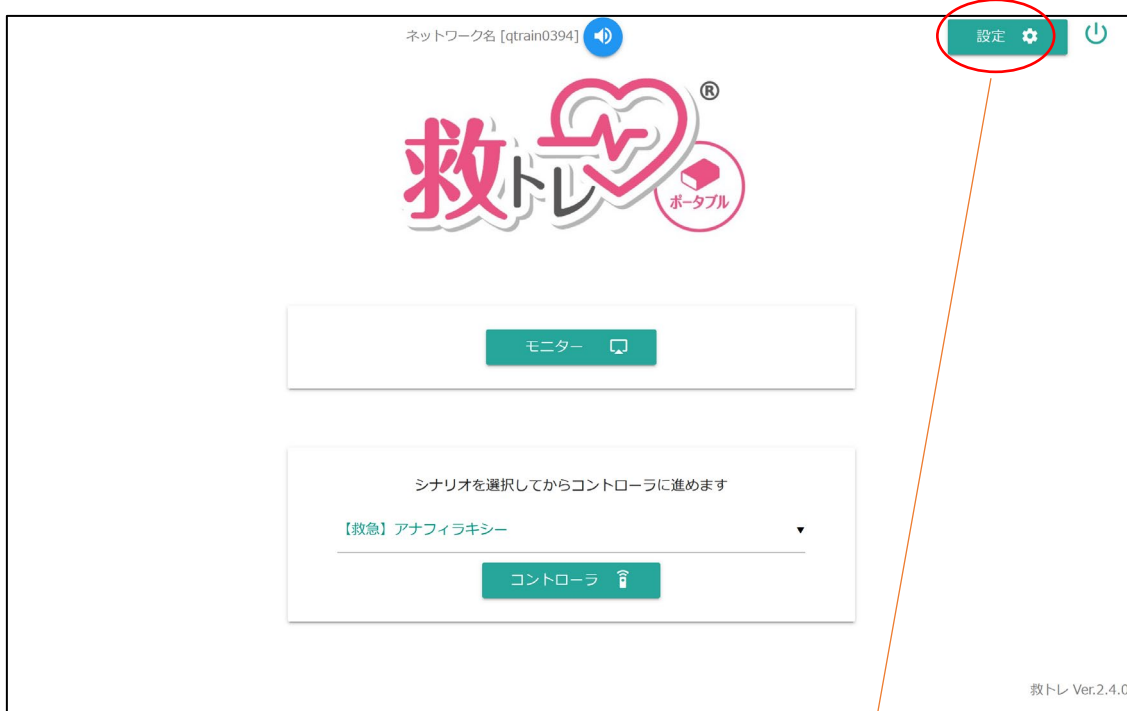 ネットワーク名 [qtrain0394]
設定
救トレ
®
ポータブル
モニター
シナリオを選択してからコントローラに進めます
【救急】アナフィラキシー
コントローラ
救トレ Ver.2.4.0